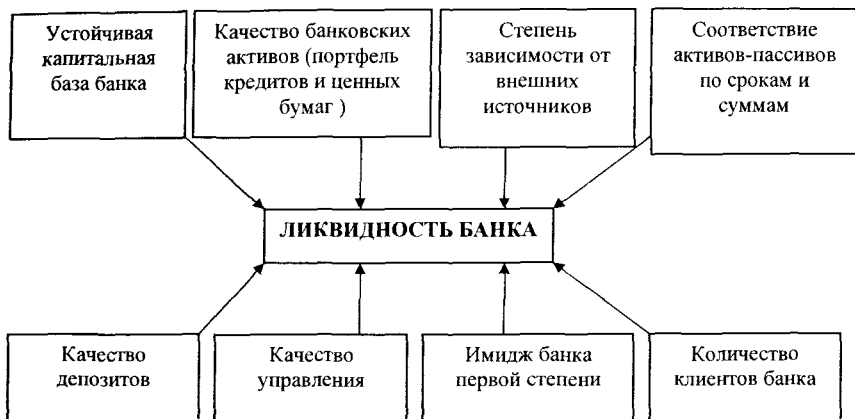 Устойчивая
капитальная
база банка
Качество банковских
активов (портфель
кредитов и ценных
бумаг )
Степень
зависимости от
внешних
источников
Соответствие
активов-пассивов
по срокам и
суммам
ЛИКВИДНОСТЬ БАНКА
Качество
депозитов
Качество
управления
Имидж банка
первой степени
Количество
клиентов банка